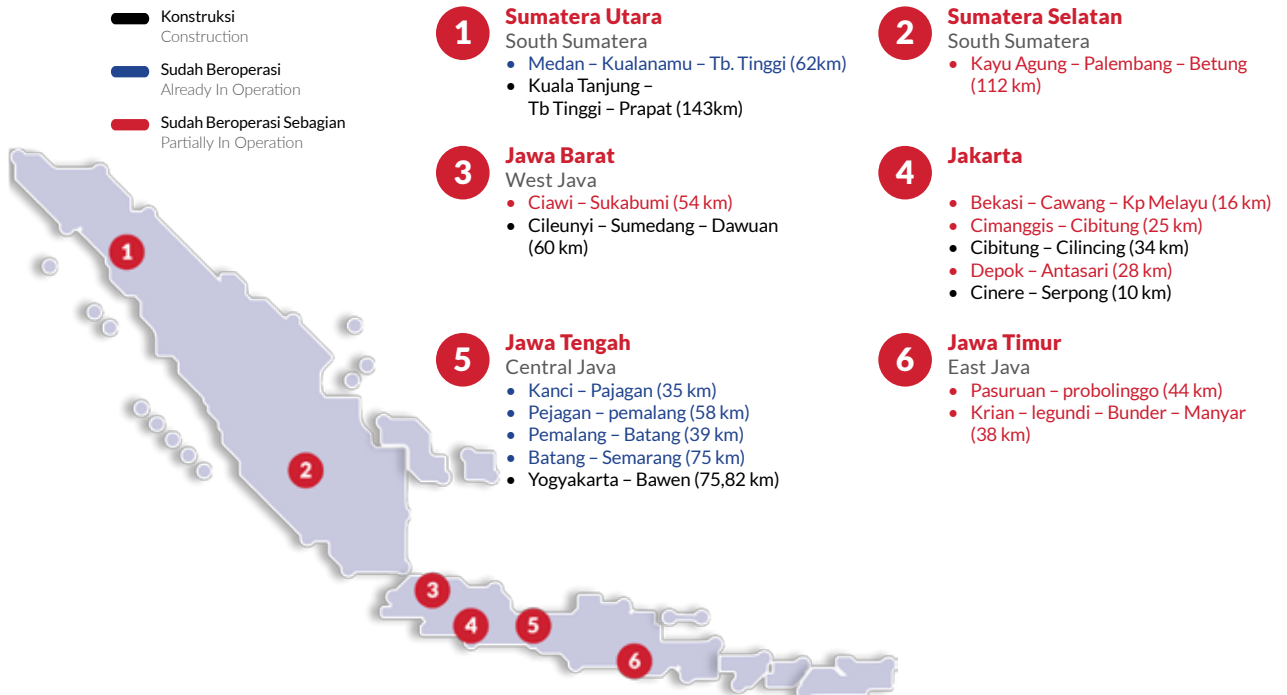 Konstruksi
Construction
Sudah Beroperasi
Already In Operation
Sudah Beroperasi Sebagian
Partially In Operation
1
Sumatera Utara
South Sumatera
• Medan – Kualanamu – Tb. Tinggi (62km)
• Kuala Tanjung –
Tb Tinggi – Prapat (143km)
2
Sumatera Selatan
South Sumatera
• Kayu Agung – Palembang – Betung
(112 km)
3
Jawa Barat
West Java
• Ciawi – Sukabumi (54 km)
• Cileunyi – Sumedang – Dawuan
(60 km)
4
Jakarta
• Bekasi – Cawang – Kp Melayu (16 km)
• Cimanggis – Cibitung (25 km)
• Cibitung – Cilincing (34 km)
• Depok – Antasari (28 km)
• Cinere – Serpong (10 km)
5
Jawa Tengah
Central Java
• Kanci – Pajagan (35 km)
• Pejagan – pemalang (58 km)
• Pemalang – Batang (39 km)
• Batang – Semarang (75 km)
• Yogyakarta – Bawen (75,82 km)
6
Jawa Timur
East Java
• Pasuruan – probolinggo (44 km)
• Krian – legundi – Bunder – Manyar
(38 km)
1
2
3
4
5
6